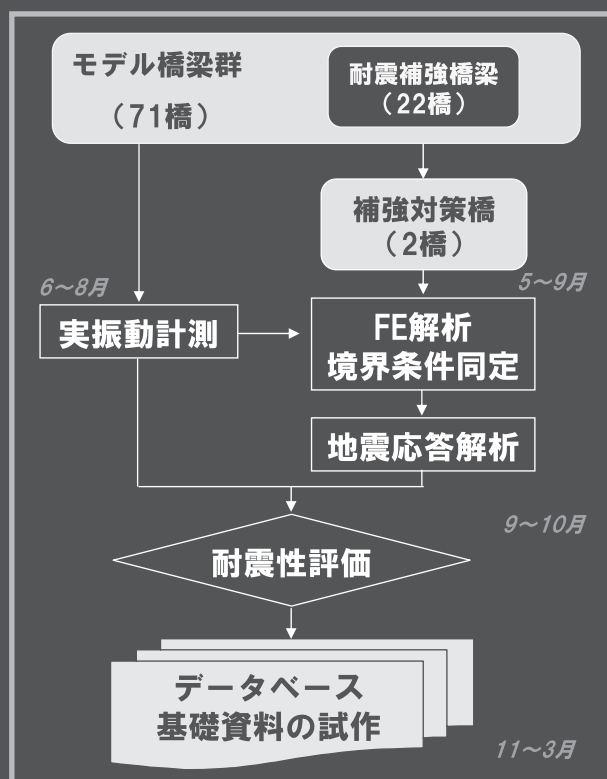 モデル橋梁群
（71橋）
耐震補強橋梁
（22橋）
補強対策橋
（2橋）
6～8月
5～9月
実振動計測
FE解析
境界条件同定
地震応答解析
9～10月
耐震性評価
データベース
基礎資料の試作
11～3月